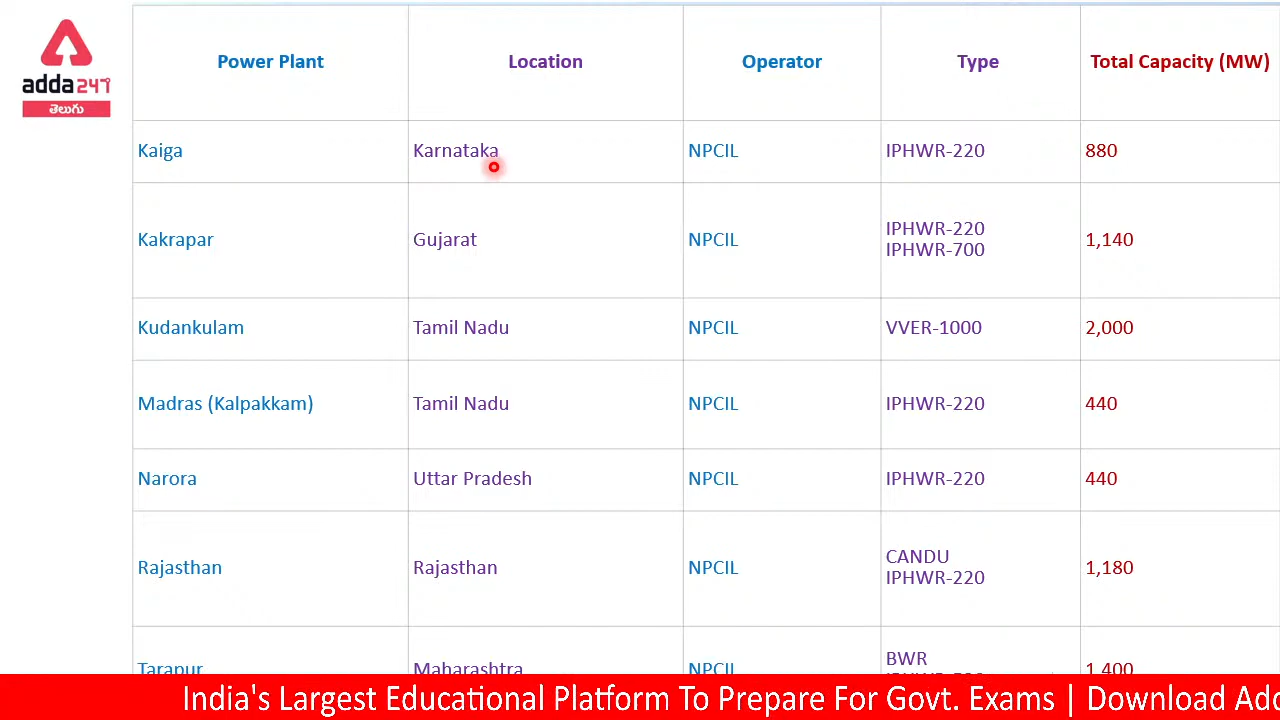 adda247
తెలుగు
Power Plant Location Operator Type Total Capacity (MW)
Kaiga Karnataka NPCIL IPHWR-220 880
Kakrapar Gujarat NPCIL IPHWR-220 IPHWR-700 1,140
Kudankulam Tamil Nadu NPCIL VVER-1000 2,000
Madras (Kalpakkam) Tamil Nadu NPCIL IPHWR-220 440
Narora Uttar Pradesh NPCIL IPHWR-220 440
Rajasthan Rajasthan NPCIL CANDU IPHWR-220 1,180
Tarapur Maharashtra NPCIL BWR 1,400
India's Largest Educational Platform To Prepare For Govt. Exams | Download Add